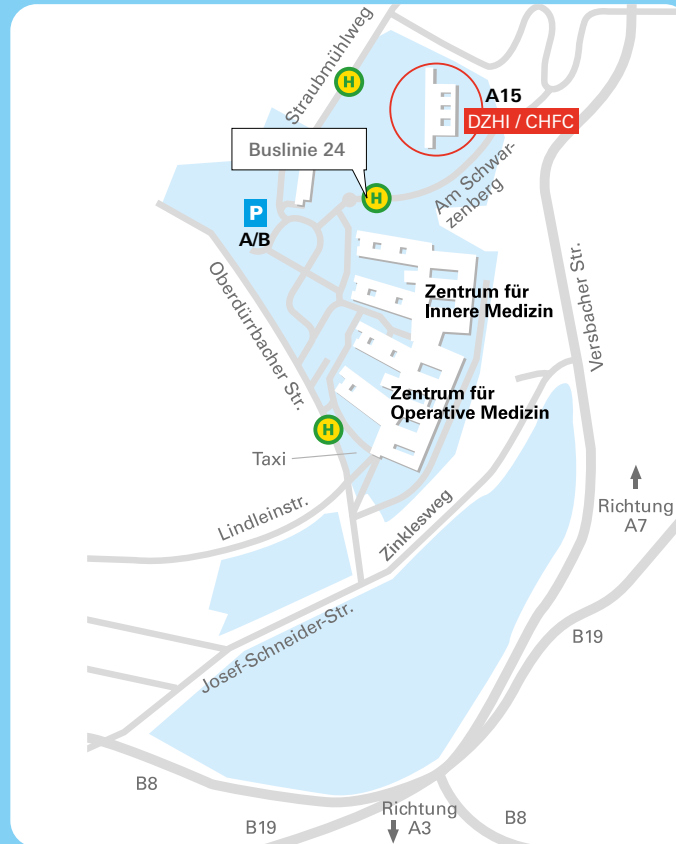 Straubmühlweg
H
A15
DZHI / CHFC
Buslinie 24
H
Am Schwar-
zenberg
P
A/B
Versbacher Str.
Oberdürrbacher Str.
Zentrum für
Innere Medizin
Zentrum für
Operative Medizin
H
Taxi
Lindleinstr.
Zinklesweg
Richtung
A7
Josef-Schneider-Str.
B19
B8
Richtung
A3
B19
B8